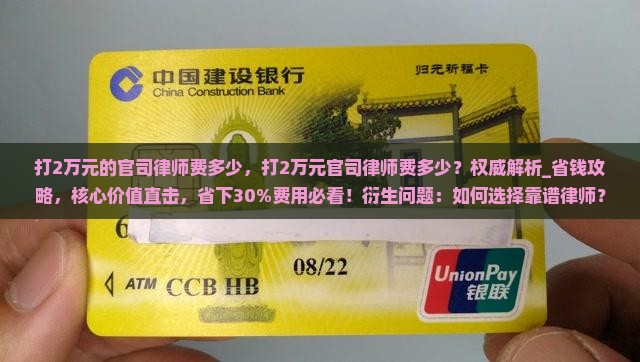 中国建设银行
China Construction Bank
归元祈福卡
打2万元的官司律师费多少，打2万元官司律师费多少？权威解析_省钱攻
略，核心价值直击，省下30%费用必看！衍生问题：如何选择靠谱律师？
6
08/22
ATM CCB HB
UnionPay
银联